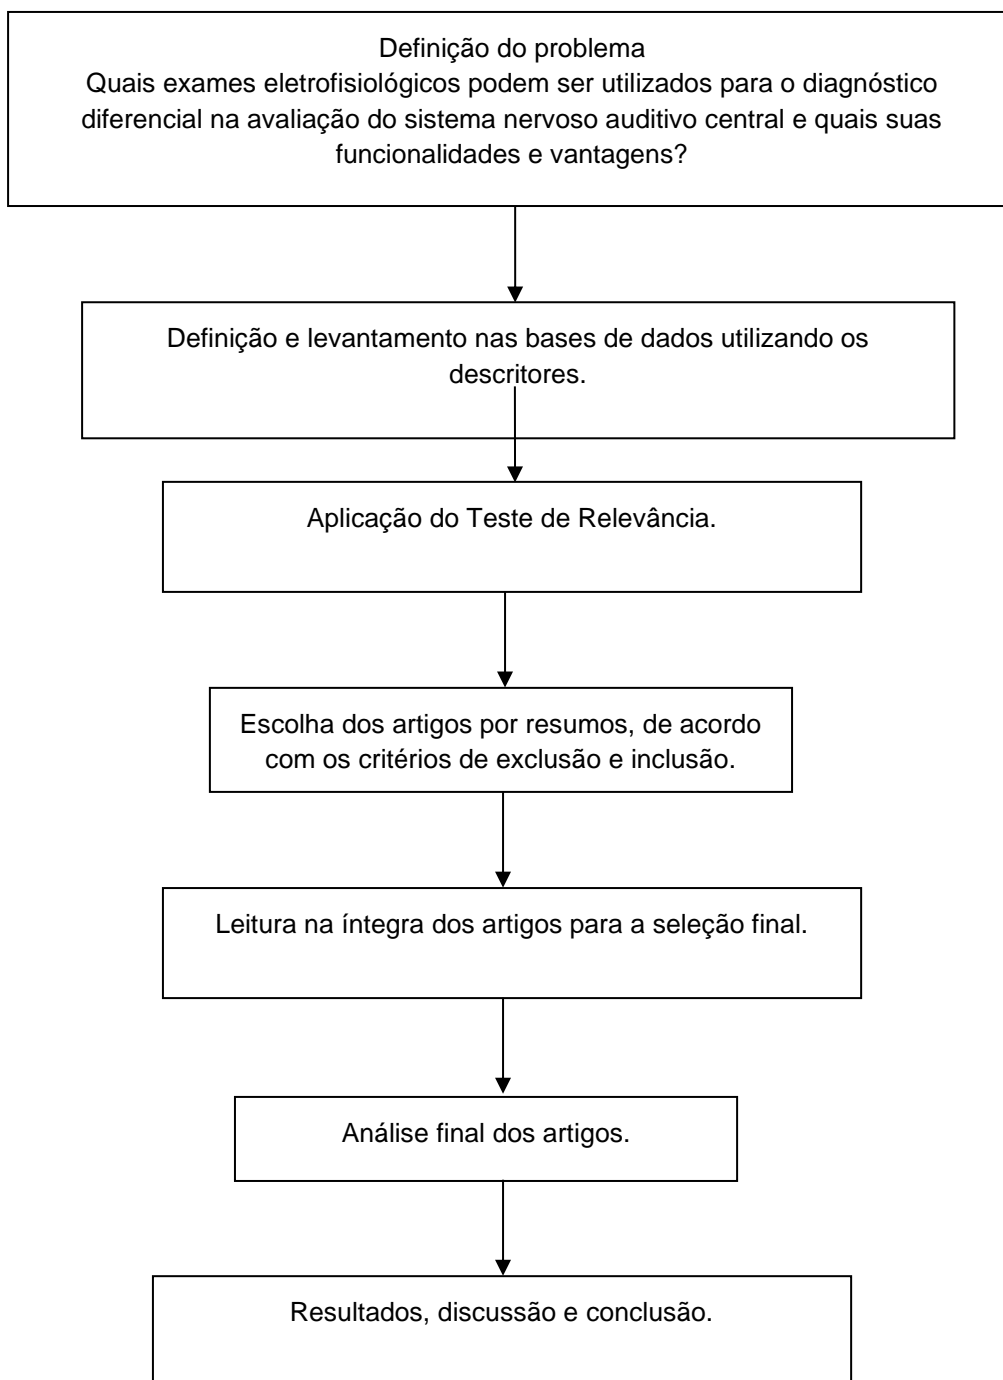 Definição do problema
Quais exames eletrofisiológicos podem ser utilizados para o diagnóstico
diferencial na avaliação do sistema nervoso auditivo central e quais suas
funcionalidades e vantagens?
Definição e levantamento nas bases de dados utilizando os
descritores.
Aplicação do Teste de Relevância.
Escolha dos artigos por resumos, de acordo
com os critérios de exclusão e inclusão.
Leitura na íntegra dos artigos para a seleção final.
Análise final dos artigos.
Resultados, discussão e conclusão.